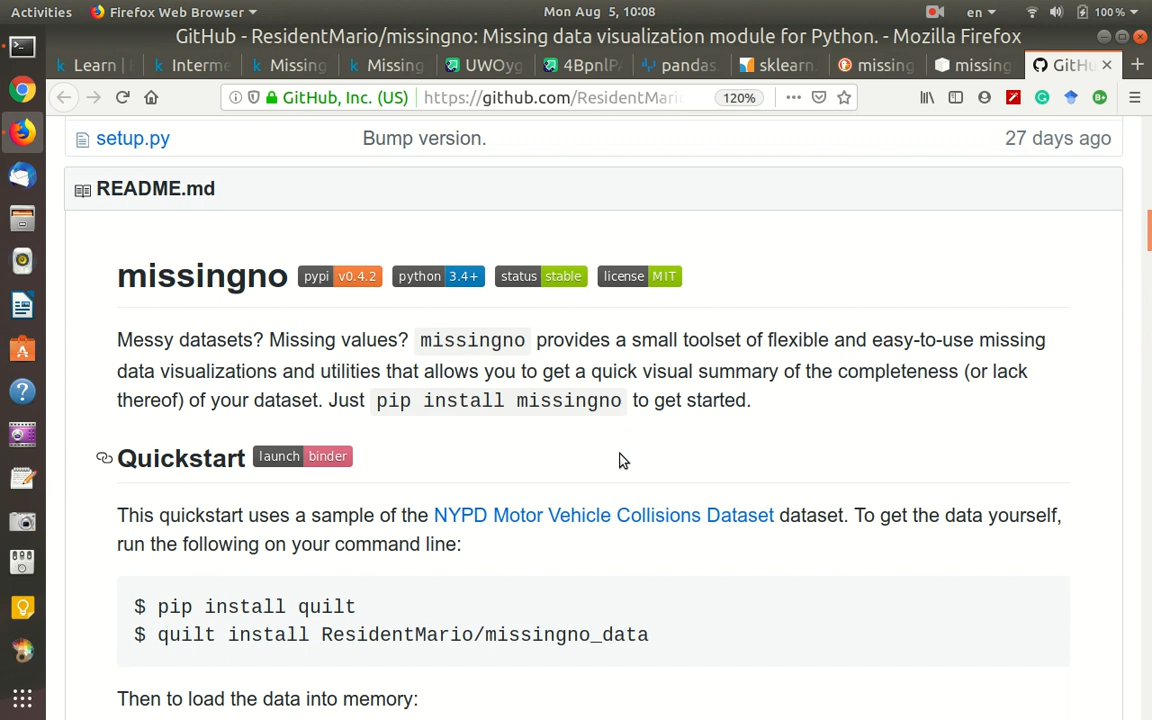 Activities Firefox Web Browser Mon Aug 5, 10:08 en 100%
GitHub - ResidentMario/missingno: Missing data visualization module for Python. - Mozilla Firefox
Learn | Interme Missing Missing UWOyg 4BpnlP pandas. sklearn. missing missing GitHu
GitHub, Inc. (US) https://github.com/ResidentMari 120%
setup.py Bump version. 27 days ago
README.md
missingno pypi v0.4.2 python 3.4+ status stable license MIT
Messy datasets? Missing values? missingno provides a small toolset of flexible and easy-to-use missing
data visualizations and utilities that allows you to get a quick visual summary of the completeness (or lack
thereof) of your dataset. Just pip install missingno to get started.
Quickstart launch binder
This quickstart uses a sample of the NYPD Motor Vehicle Collisions Dataset dataset. To get the data yourself,
run the following on your command line:
$ pip install quilt
$ quilt install ResidentMario/missingno_data
Then to load the data into memory: